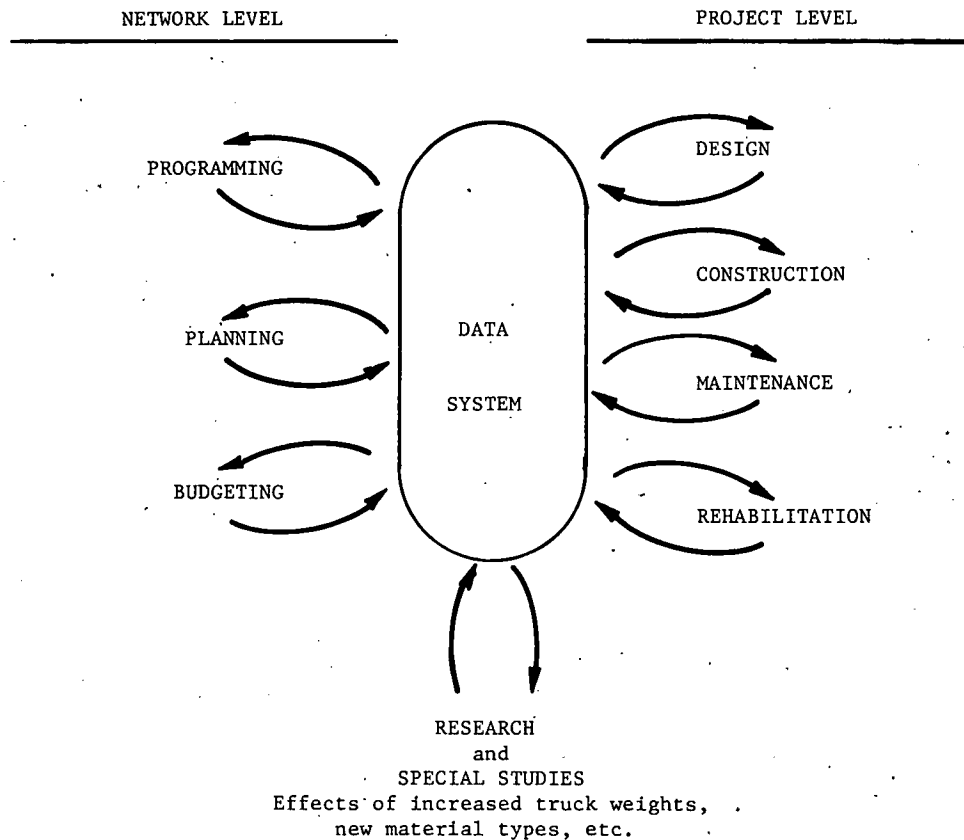 NETWORK LEVEL
PROJECT LEVEL
PROGRAMMING
PLANNING
BUDGETING
DATA
SYSTEM
DESIGN
CONSTRUCTION
MAINTENANCE
REHABILITATION
RESEARCH
and
SPECIAL STUDIES
Effects of increased truck weights,
new material types, etc.